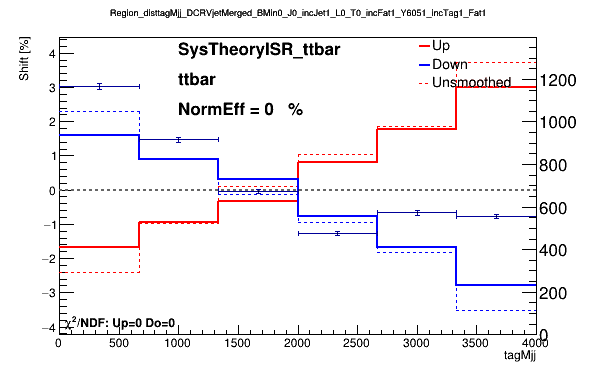 Region_disttagMjj_DCRVjetMerged_BMin0_J0_incJet1_L0_T0_incFat1_Y6051_incTag1_Fat1
Shift [%]
SysTheoryISR_ttbar
ttbar
NormEff = 0 %
Up
Down
Unsmoothed
4
3
2
1
0
−1
−2
−3
−4
1200
1000
800
600
400
200
0
χ²/NDF: Up=0 Do=0
0 500 1000 1500 2000 2500 3000 3500 4000
tagMjj